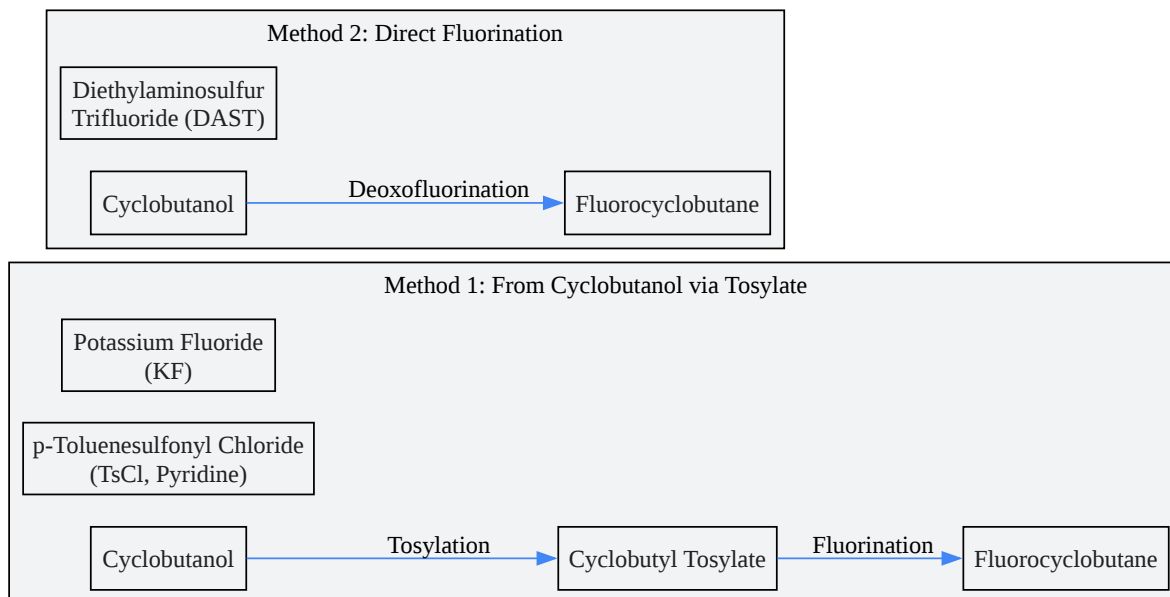 Method 2: Direct Fluorination
Diethylaminosulfur
Trifluoride (DAST)
Cyclobutanol
Deoxofluorination
Fluorocyclobutane
Method 1: From Cyclobutanol via Tosylate
Potassium Fluoride
(KF)
p-Toluenesulfonyl Chloride
(TsCl, Pyridine)
Cyclobutanol
Tosylation
Cyclobutyl Tosylate
Fluorination
Fluorocyclobutane